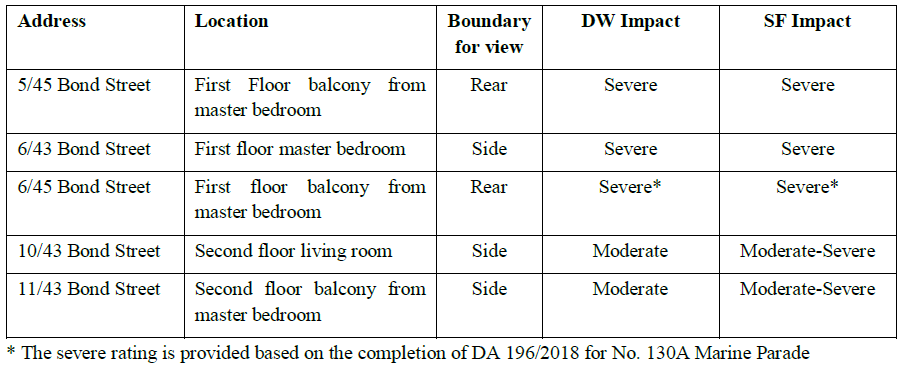 Address Location Boundary for view DW Impact SF Impact
5/45 Bond Street First Floor balcony from master bedroom Rear Severe Severe
6/43 Bond Street First floor master bedroom Side Severe Severe
6/45 Bond Street First floor balcony from master bedroom Rear Severe* Severe*
10/43 Bond Street Second floor living room Side Moderate Moderate-Severe
11/43 Bond Street Second floor balcony from master bedroom Side Moderate Moderate-Severe
* The severe rating is provided based on the completion of DA 196/2018 for No. 130A Marine Parade